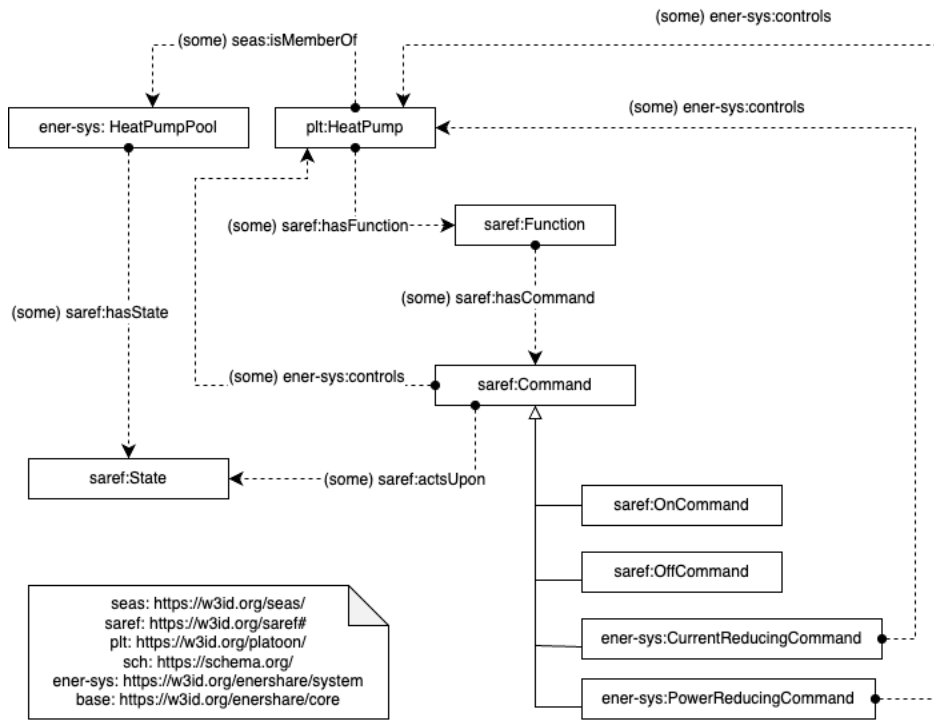 (some) ener-sys:controls
(some) seas:isMemberOf
(some) ener-sys:controls
ener-sys: HeatPumpPool
plt:HeatPump
(some) saref:hasFunction
saref:Function
(some) saref:hasCommand
(some) saref:hasState
(some) ener-sys:controls
saref:Command
saref:State
(some) saref:actsUpon
saref:OnCommand
saref:OffCommand
ener-sys:CurrentReducingCommand
ener-sys:PowerReducingCommand
seas: https://w3id.org/seas/
saref: https://w3id.org/saref#
plt: https://w3id.org/platoon/
sch: https://schema.org/
ener-sys: https://w3id.org/enershare/system
base: https://w3id.org/enershare/core